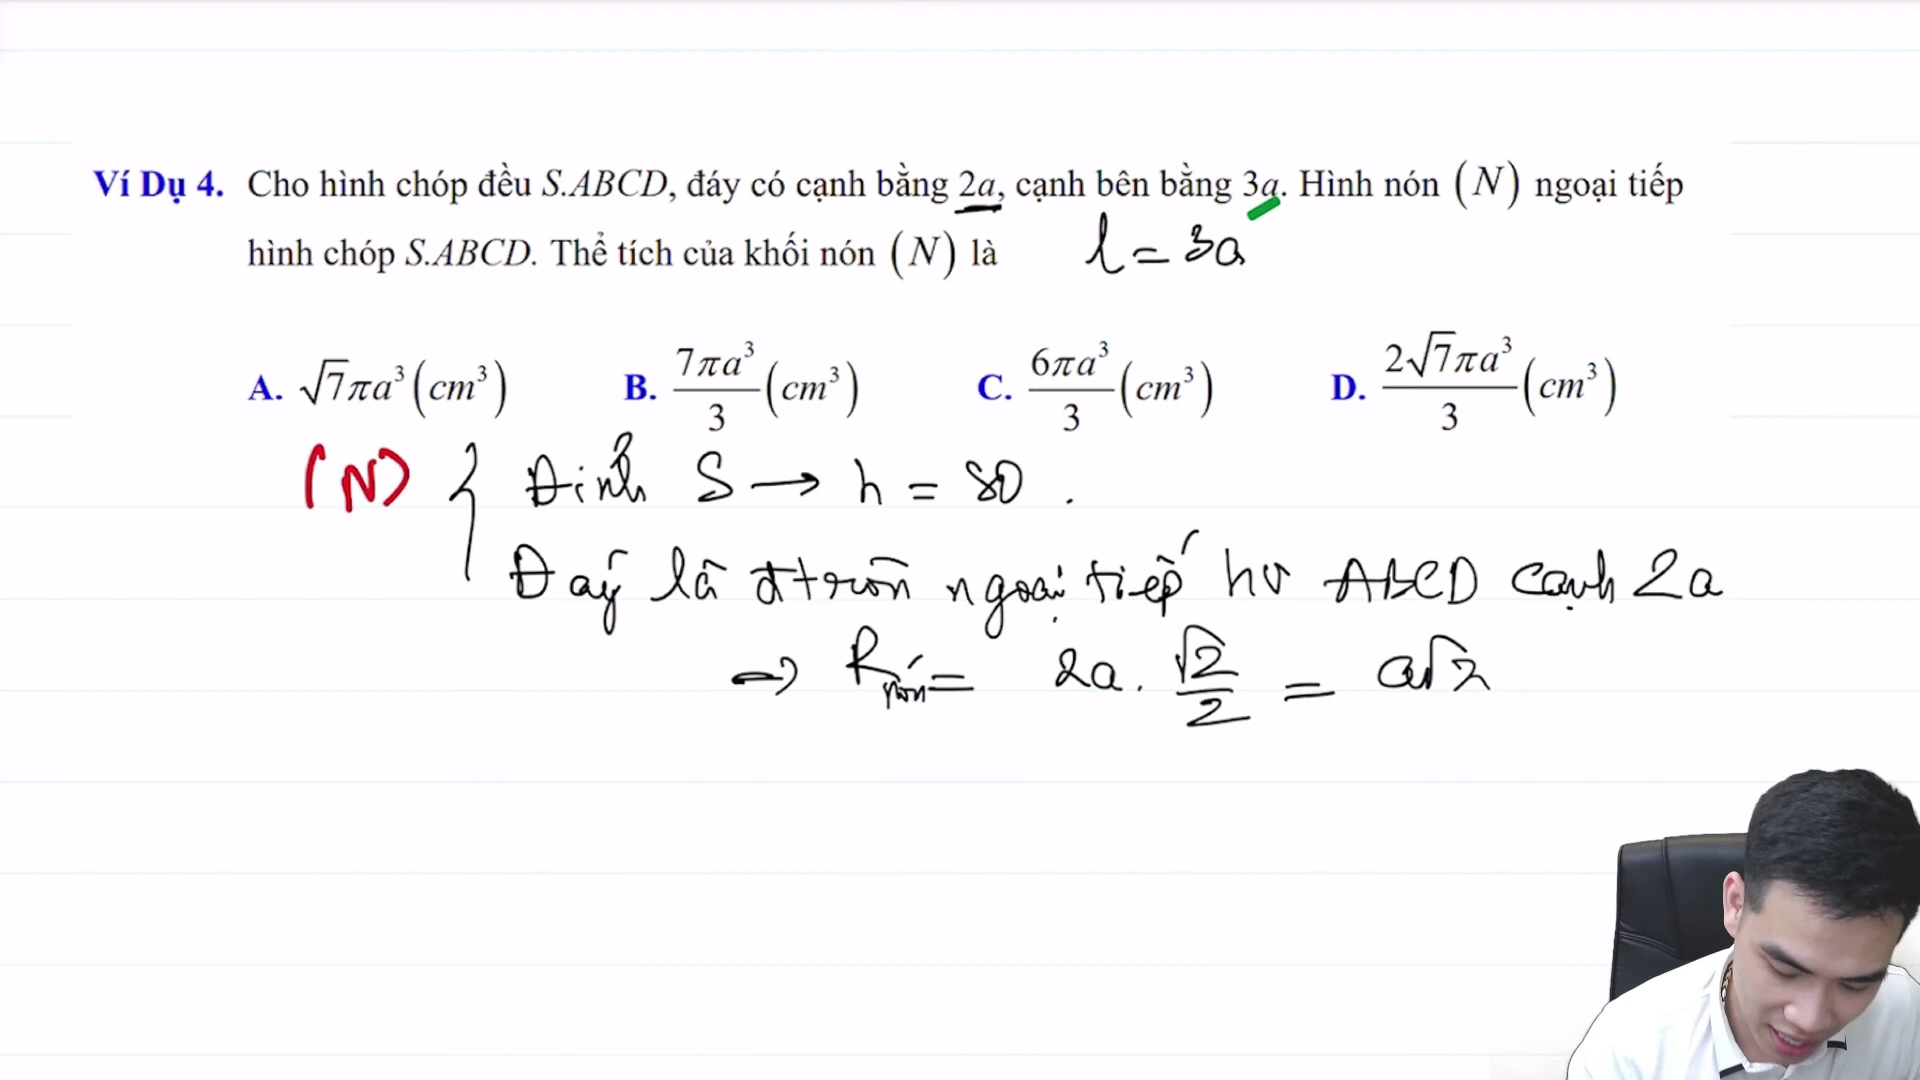 Ví Dụ 4. Cho hình chóp đều S.ABCD, đáy có cạnh bằng 2a, cạnh bên bằng 3a. Hình nón (N) ngoại tiếp
hình chóp S.ABCD. Thể tích của khối nón (N) là
l = 3a
A. √7πa³(cm³) B. 7πa³/3 (cm³) C. 6πa³/3 (cm³) D. 2√7πa³/3 (cm³)
(N) { Đỉnh S → h = SO.
Đáy là đtròn ngoại tiếp hv ABCD cạnh 2a
⇒ R nón = 2a. √2/2 = a√2